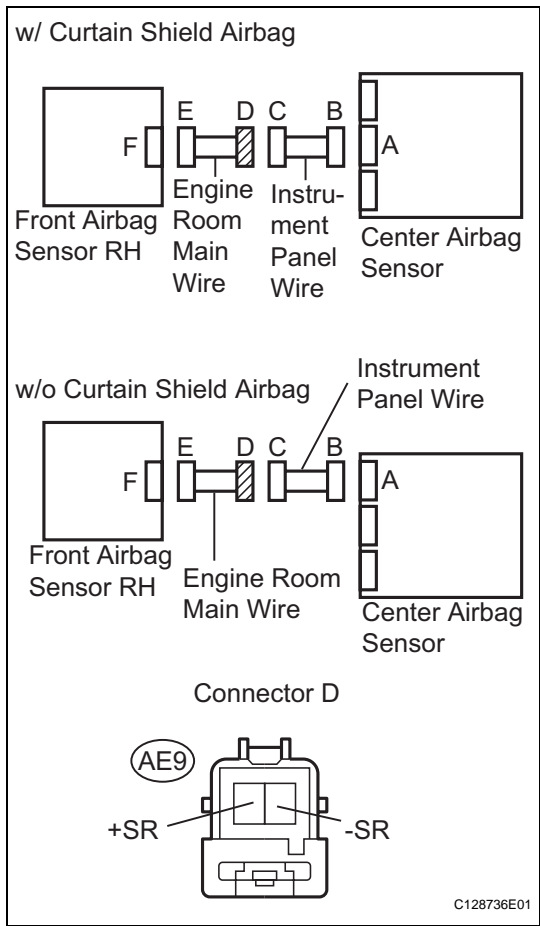 w/ Curtain Shield Airbag
E D C B
F
A
Engine
Room
Main
Wire
Instru-
ment
Panel
Wire
Front Airbag
Sensor RH
Center Airbag
Sensor
Instrument
Panel Wire
w/o Curtain Shield Airbag
E D C B
F
A
Front Airbag
Sensor RH
Engine Room
Main Wire
Center Airbag
Sensor
Connector D
AE9
+SR
-SR
C128736E01